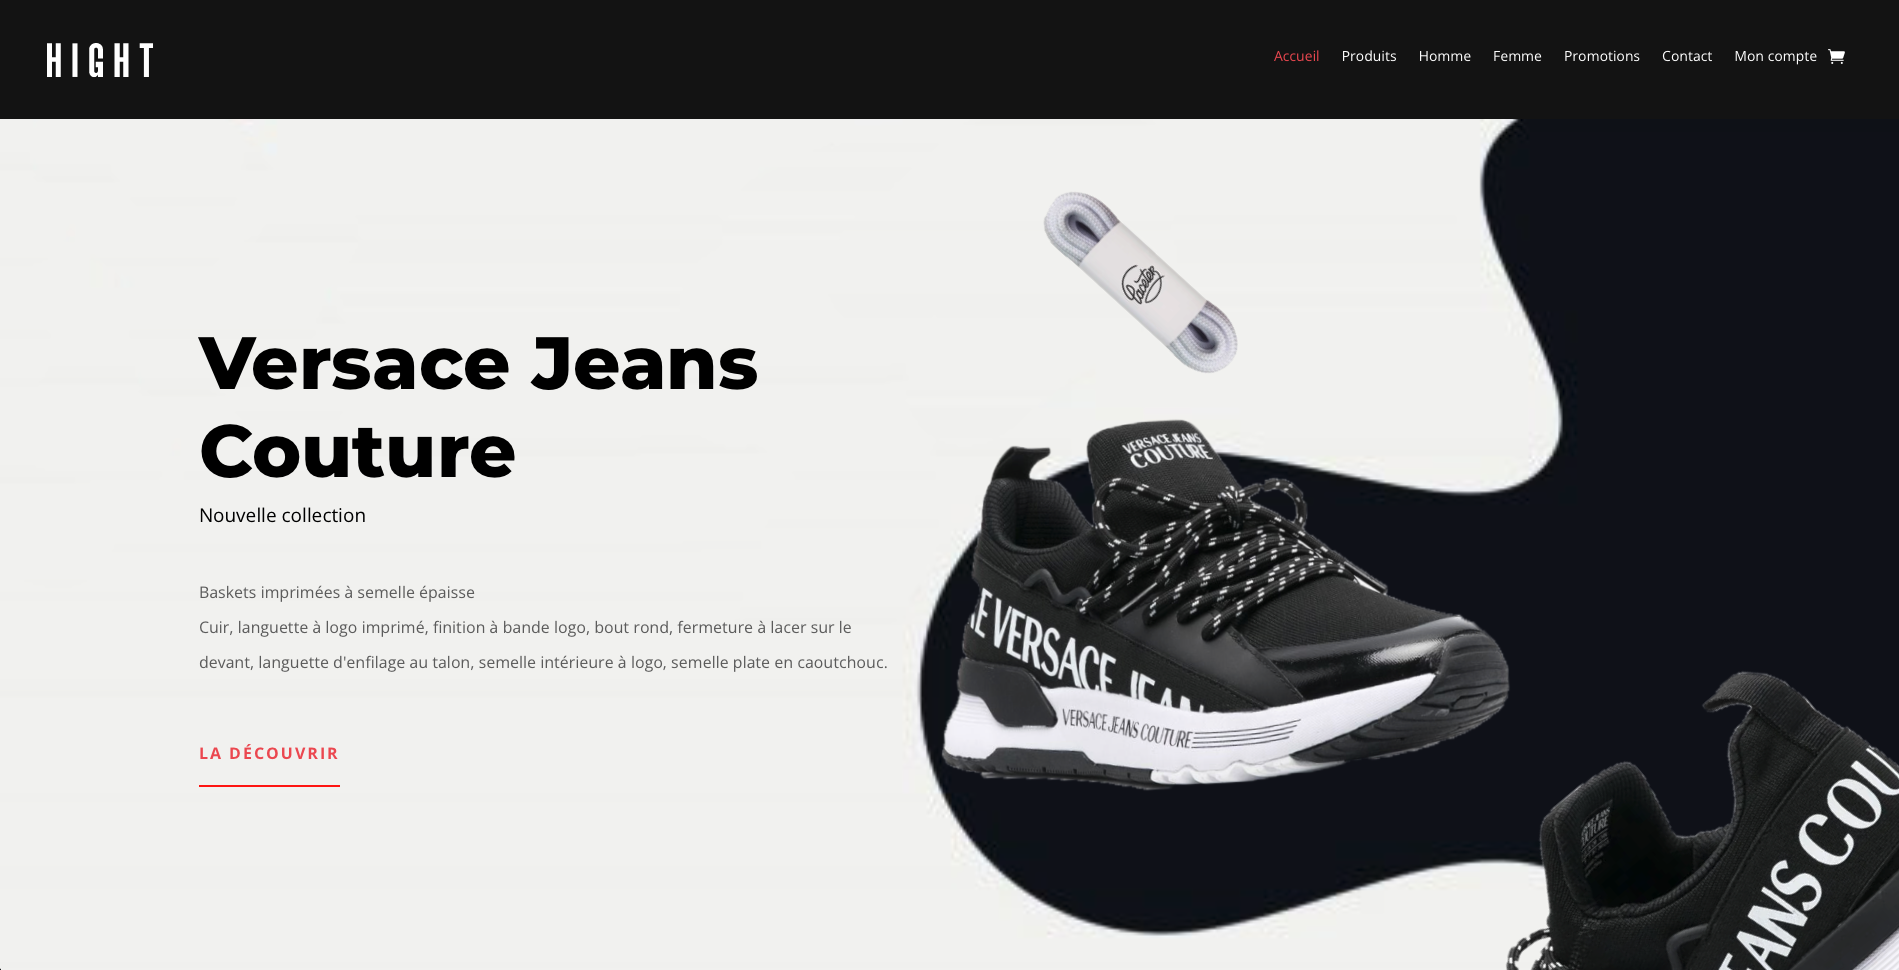 HIGHT
Accueil Produits Homme Femme Promotions Contact Mon compte
Versace Jeans
Couture
Nouvelle collection
Baskets imprimées à semelle épaisse
Cuir, languette à logo imprimé, finition à bande logo, bout rond, fermeture à lacer sur le
devant, languette d'enfilage au talon, semelle intérieure à logo, semelle plate en caoutchouc.
LA DÉCOUVRIR
VERSACE JEANS
COUTURE
E VERSACE JEAN
VERSACE JEANS COUTURE
EANS COU